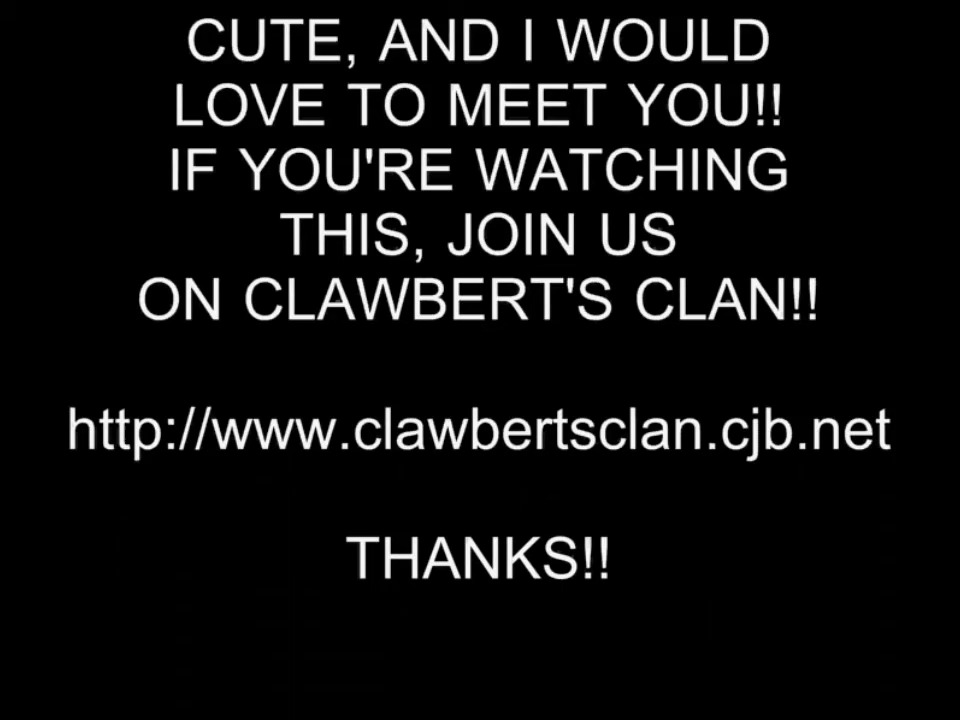 CUTE, AND I WOULD
LOVE TO MEET YOU!!
IF YOU'RE WATCHING
THIS, JOIN US
ON CLAWBERT'S CLAN!!
http://www.clawbertsclan.cjb.net
THANKS!!